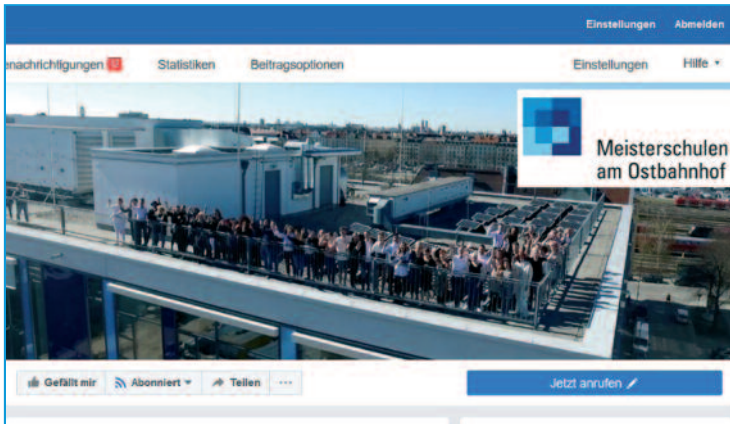 Einstellungen Abmelden
enachrichtigungen Statistiken Beitragsoptionen Einstellungen Hilfe
Meisterschulen
am Ostbahnhof
Gefällt mir Abonniert Teilen ... Jetzt anrufen